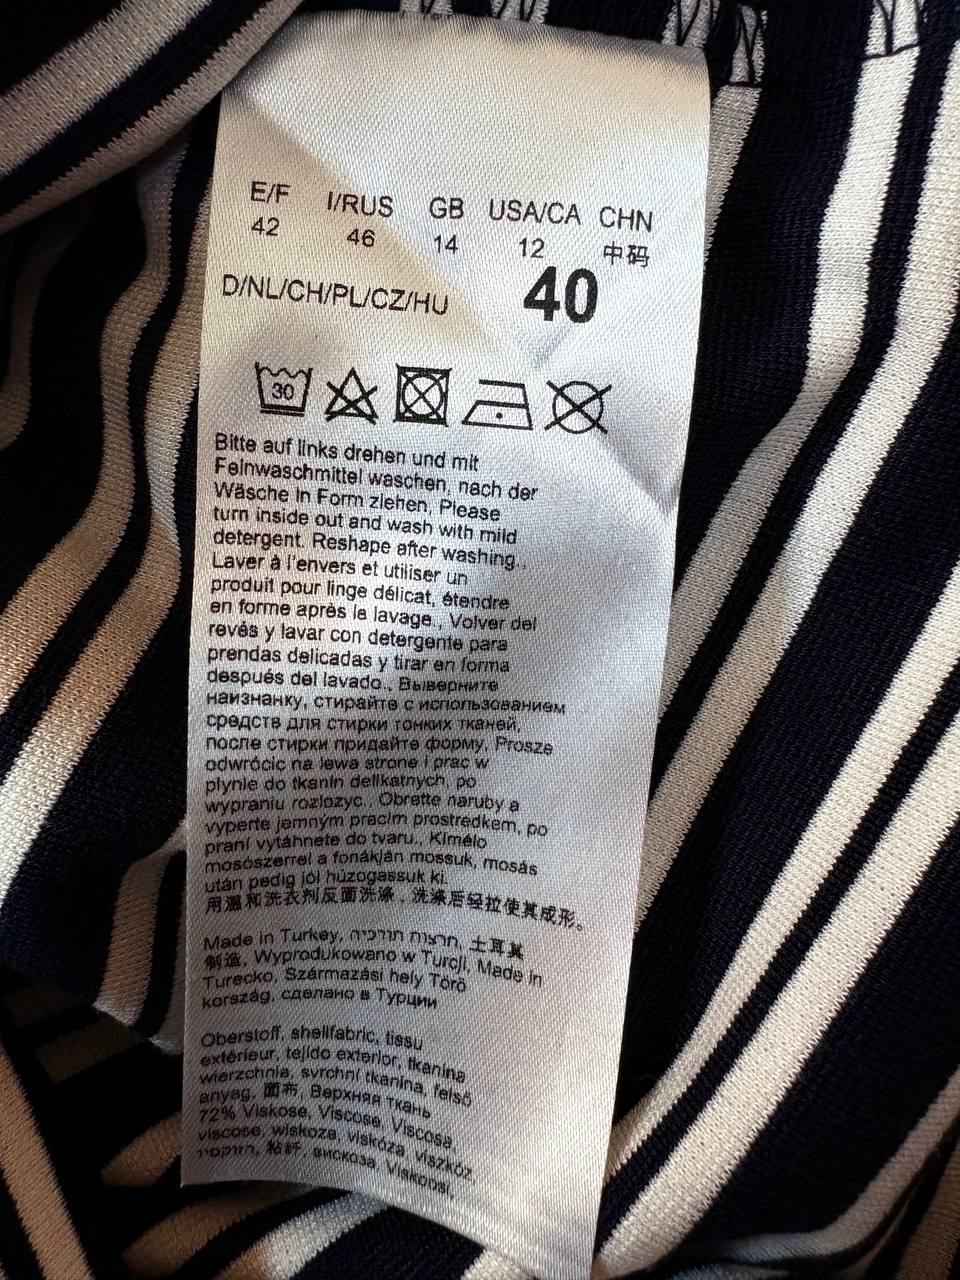 E/F I/RUS GB USA/CA CHN
42 46 14 12 中码
D/NL/CH/PL/CZ/HU 40
30
Bitte auf links drehen und mit
Feinwaschmittel waschen, nach der
Wäsche in Form ziehen, Please
turn inside out and wash with mild
detergent. Reshape after washing.,
Laver à l'envers et utiliser un
produit pour linge délicat, étendre
en forme après le lavage., Volver del
revés y lavar con detergente para
prendas delicadas y tirar en forma
después del lavado., Выверните
наизнанку, стирайте с использованием
средств для стирки тонких тканей,
после стирки придайте форму, Prosze
odwrócic na lewa strone i prac w
plynie do tkanin delikatnych, po
wypraniu rozlozyc., Obratte naruby a
vyperte jemným pracím prostredkem, po
praní vytáhnete do tvaru., Kímélo
mosószerrel a fonákján mossuk, mosás
után pedig jól húzogassuk ki.
用温和洗衣剂反面洗涤，洗涤后轻拉使其成形。
Made in Turkey, 土耳其
制造, Wyprodukowano w Turcji, Made in
Turecko, Származási hely Törö
kország, сделано в Турции
Oberstoff, shellfabric, tissu
extérieur, tejido exterior, tkanina
wierzchnia, svrchní tkanina, felső
anyag, 面布, Верхняя ткань
72% Viskose, Viscose, Viscosa,
viscose, wiskoza, viskóza, viszkóz,
粘纤, вискоза, Viskopsi,